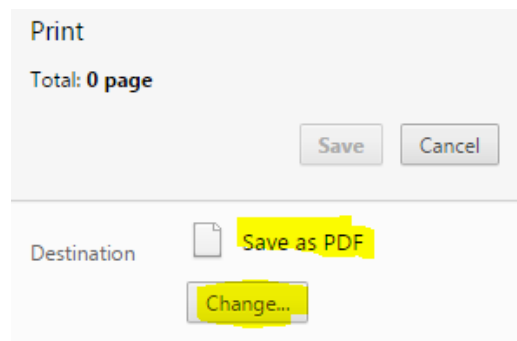 Print
Total: 0 page
Save Cancel
Destination Save as PDF
Change...